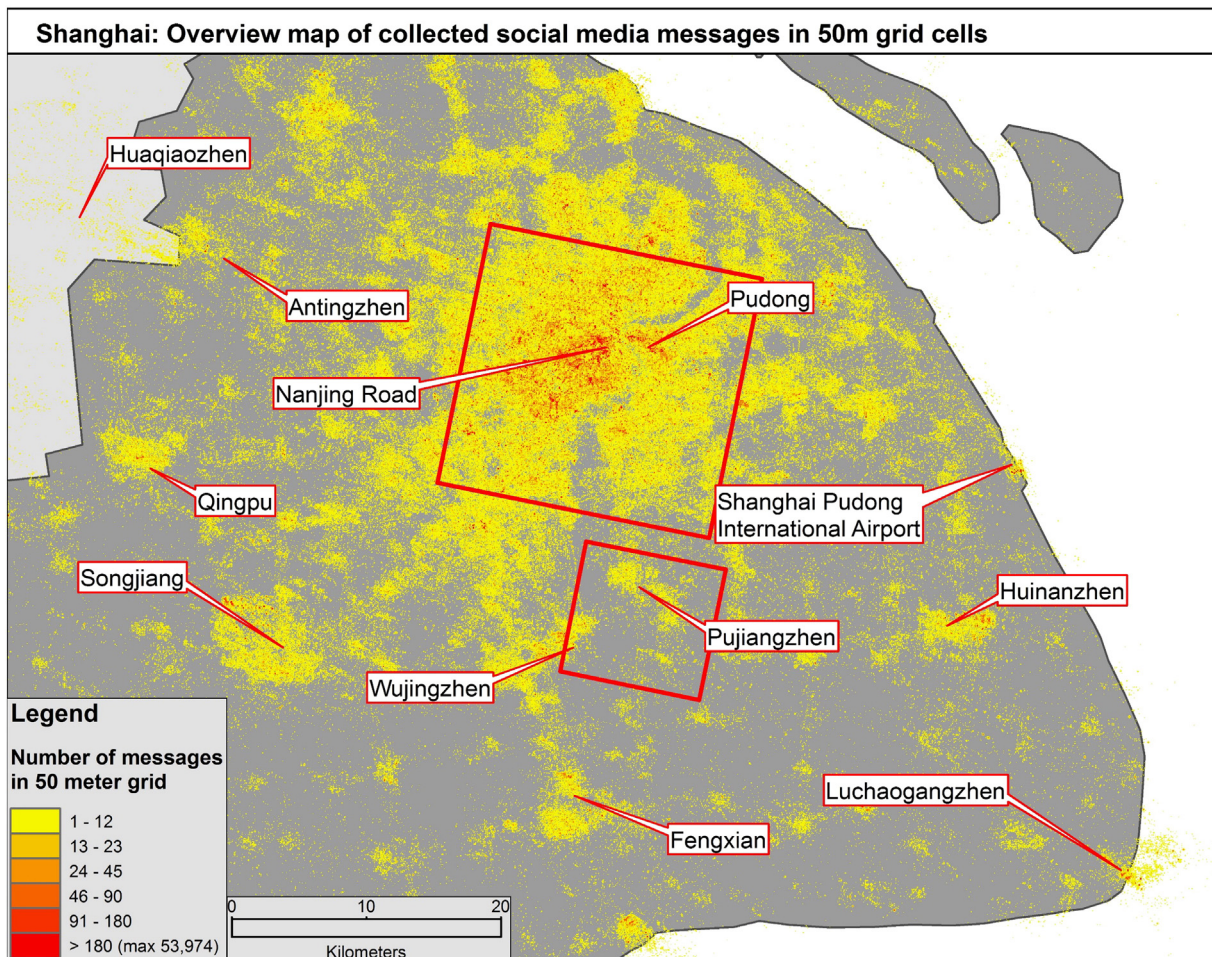 Shanghai: Overview map of collected social media messages in 50m grid cells
Huaqiaozhen
Antingzhen
Pudong
Nanjing Road
Qingpu
Shanghai Pudong
International Airport
Songjiang
Huinanzhen
Pujiangzhen
Wujingzhen
Luchaogangzhen
Fengxian
Legend
Number of messages
in 50 meter grid
1 - 12
13 - 23
24 - 45
46 - 90
91 - 180
> 180 (max 53,974)
0 10 20
Kilometers